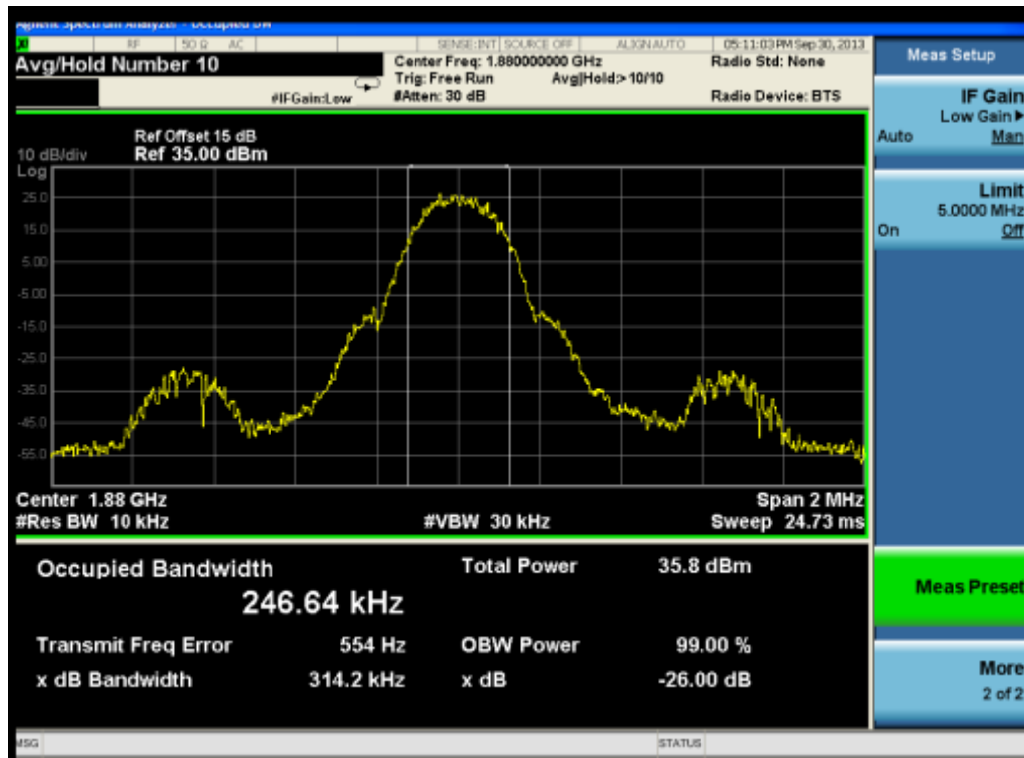 Agilent Spectrum Analyzer - Occupied BW
RF 50 Ω AC SENSE:INT SOURCE OFF ALIGN AUTO 05:11:03 PM Sep 30, 2013
Avg/Hold Number 10
Center Freq: 1.880000000 GHz
Radio Std: None
Trig: Free Run
Avg|Hold:> 10/10
#IFGain:Low
#Atten: 30 dB
Radio Device: BTS
Ref Offset 15 dB
10 dB/div
Ref 35.00 dBm
Log
25.0
15.0
5.00
-5.00
-15.0
-25.0
-35.0
-45.0
-55.0
Center 1.88 GHz
Span 2 MHz
#Res BW 10 kHz
#VBW 30 kHz
Sweep 24.73 ms
Occupied Bandwidth
246.64 kHz
Total Power 35.8 dBm
Transmit Freq Error 554 Hz
OBW Power 99.00 %
x dB Bandwidth 314.2 kHz
x dB -26.00 dB
MSG
STATUS
Meas Setup
IF Gain
Low Gain
Auto Man
Limit
5.0000 MHz
On Off
Meas Preset
More
2 of 2